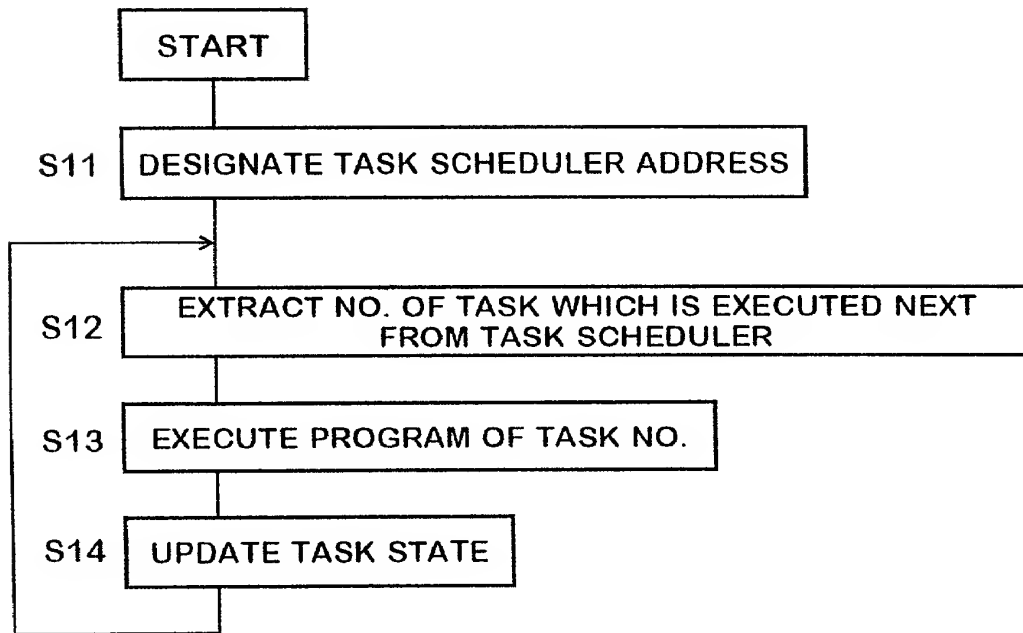 START
S11 DESIGNATE TASK SCHEDULER ADDRESS
S12 EXTRACT NO. OF TASK WHICH IS EXECUTED NEXT
FROM TASK SCHEDULER
S13 EXECUTE PROGRAM OF TASK NO.
S14 UPDATE TASK STATE